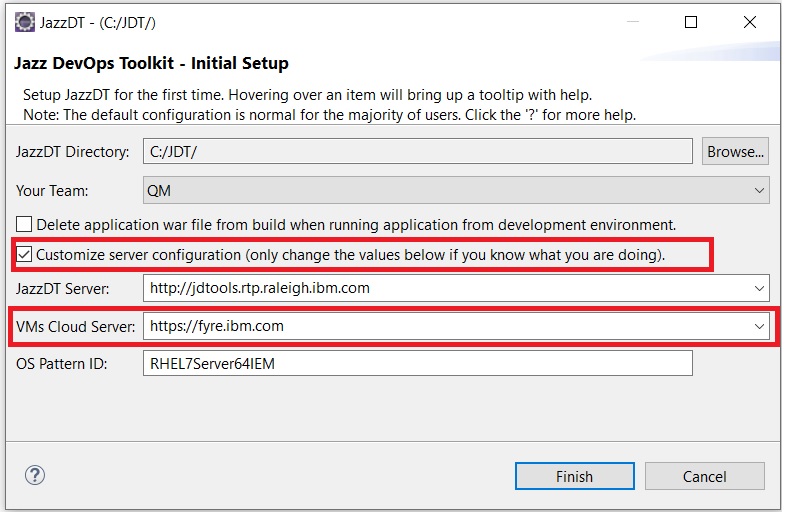 JazzDT - (C:/JDT/)
Jazz DevOps Toolkit - Initial Setup
Setup JazzDT for the first time. Hovering over an item will bring up a tooltip with help.
Note: The default configuration is normal for the majority of users. Click the '?' for more help.
JazzDT Directory: C:/JDT/ Browse...
Your Team: QM
Delete application war file from build when running application from development environment.
Customize server configuration (only change the values below if you know what you are doing).
JazzDT Server: http://jdtools.rtp.raleigh.ibm.com
VMs Cloud Server: https://fyre.ibm.com
OS Pattern ID: RHEL7Server64IEM
? Finish Cancel